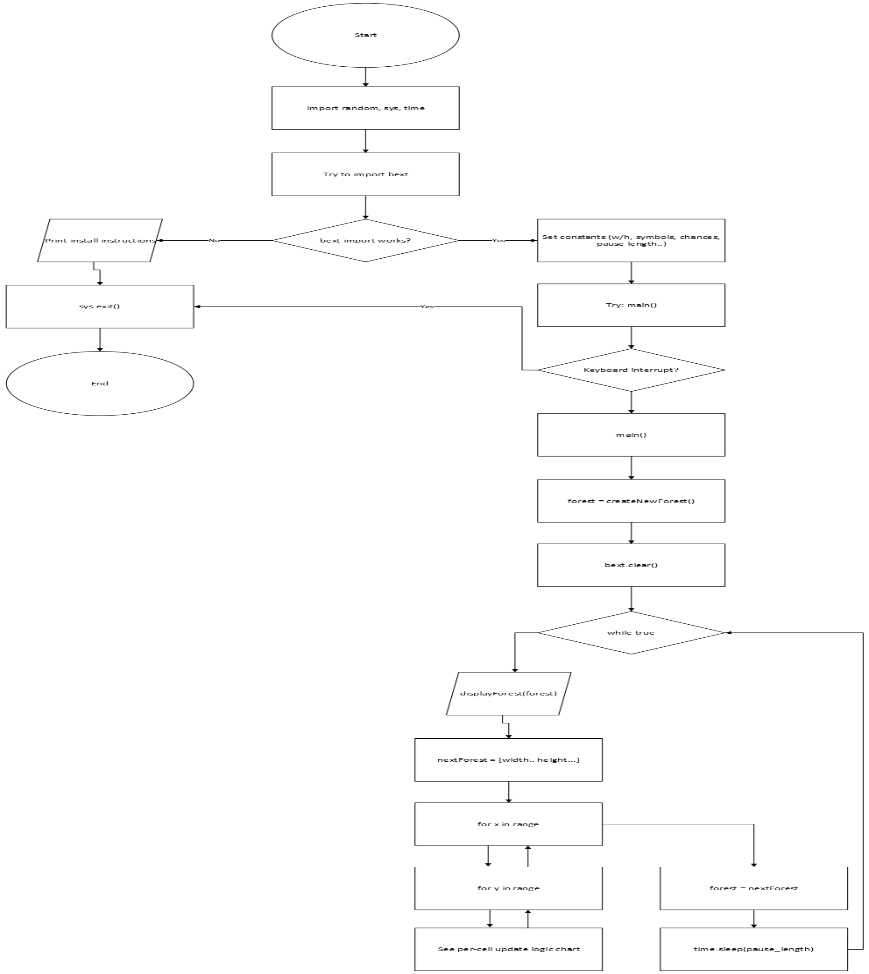 Start
Import random, sys, time
Try to import bext
Print install instructions
No
bext import works?
Yes
Set constants (w/h, symbols, chances,
pause length..)
sys.exit()
Yes
Try: main()
End
Keyboard Interrupt?
main()
forest = createNewForest()
bext.clear()
while true
displayForest(forest)
nextForest = [width.. height...]
for x in range
for y in range
forest = nextForest
See per-cell update logic chart
time.sleep(pause_length)